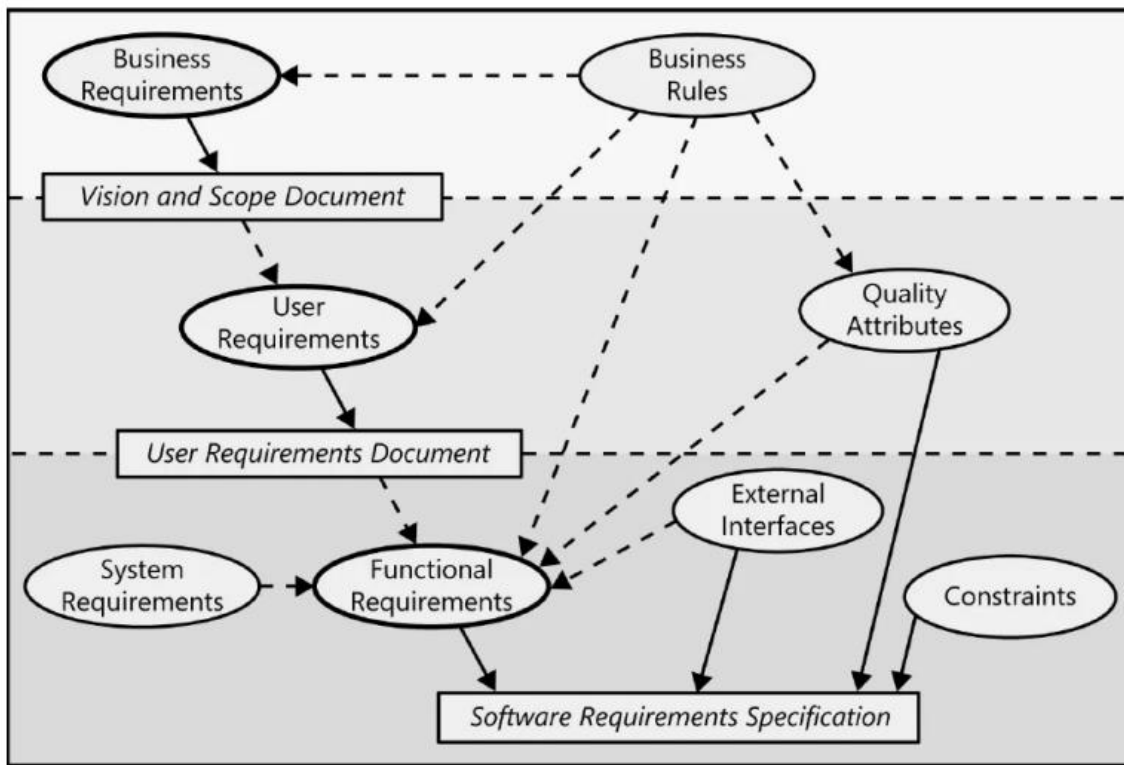 Business
Requirements
Business
Rules
Vision and Scope Document
User
Requirements
Quality
Attributes
User Requirements Document
External
Interfaces
System
Requirements
Functional
Requirements
Constraints
Software Requirements Specification